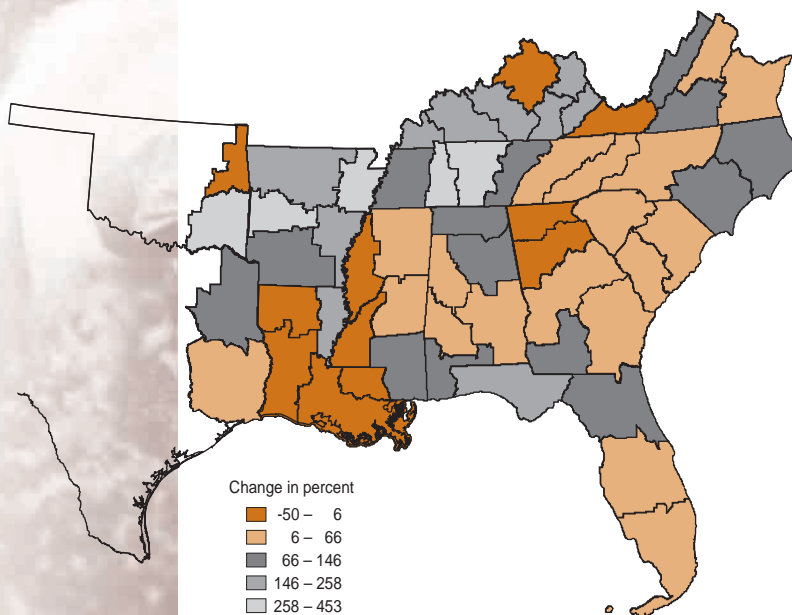 Change in percent
-50 – 6
6 – 66
66 – 146
146 – 258
258 – 453